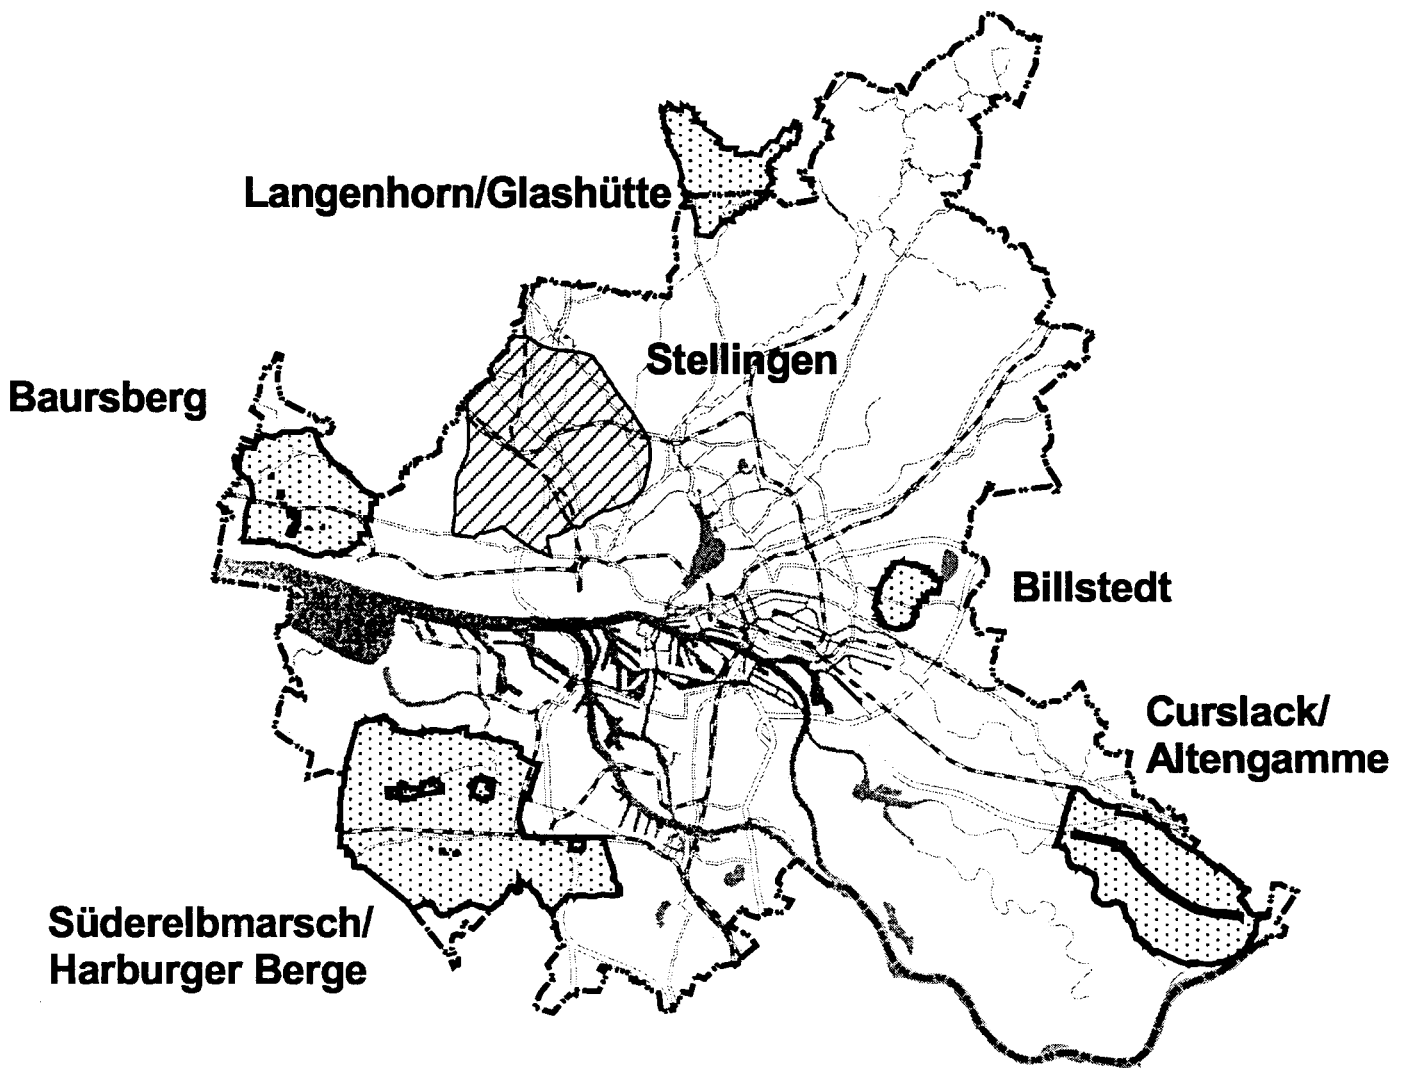 Langenhorn/Glashütte
Stellingen
Baursberg
Billstedt
Curslack/
Altengamme
Süderelbmarsch/
Harburger Berge